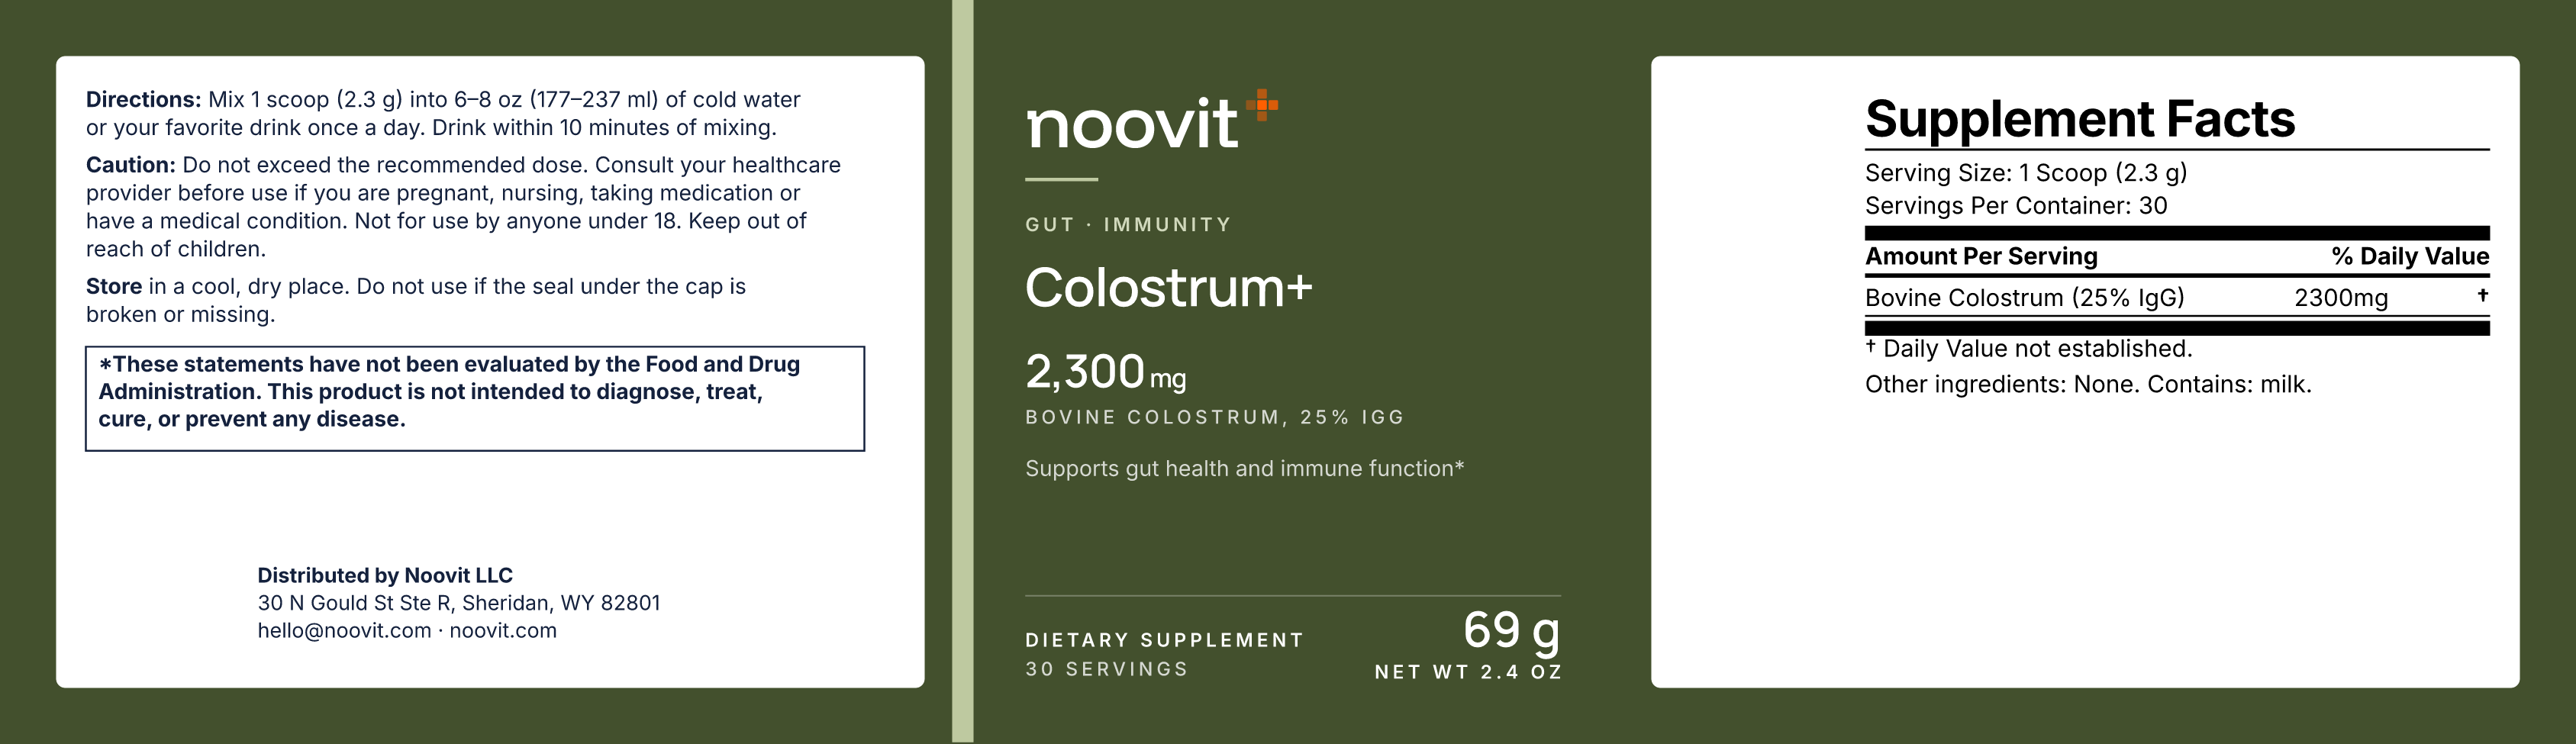 Directions: Mix 1 scoop (2.3 g) into 6–8 oz (177–237 ml) of cold water
or your favorite drink once a day. Drink within 10 minutes of mixing.
Caution: Do not exceed the recommended dose. Consult your healthcare
provider before use if you are pregnant, nursing, taking medication or
have a medical condition. Not for use by anyone under 18. Keep out of
reach of children.
Store in a cool, dry place. Do not use if the seal under the cap is
broken or missing.
*These statements have not been evaluated by the Food and Drug
Administration. This product is not intended to diagnose, treat,
cure, or prevent any disease.
Distributed by Noovit LLC
30 N Gould St Ste R, Sheridan, WY 82801
hello@noovit.com · noovit.com
noovit
GUT · IMMUNITY
Colostrum+
2,300 mg
BOVINE COLOSTRUM, 25% IGG
Supports gut health and immune function*
DIETARY SUPPLEMENT
30 SERVINGS
69 g
NET WT 2.4 OZ
Supplement Facts
Serving Size: 1 Scoop (2.3 g)
Servings Per Container: 30
Amount Per Serving % Daily Value
Bovine Colostrum (25% IgG) 2300mg †
† Daily Value not established.
Other ingredients: None. Contains: milk.